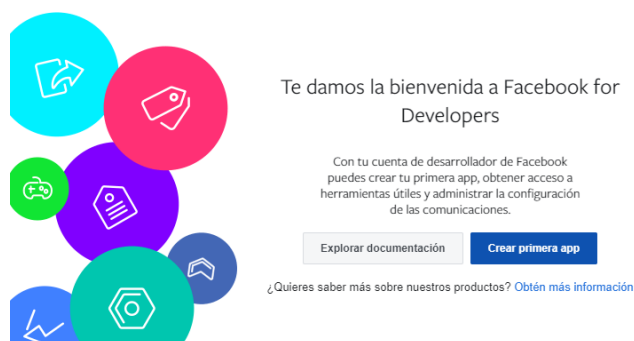 Te damos la bienvenida a Facebook for
Developers
Con tu cuenta de desarrollador de Facebook
puedes crear tu primera app, obtener acceso a
herramientas útiles y administrar la configuración
de las comunicaciones.
Explorar documentación
Crear primera app
¿Quieres saber más sobre nuestros productos? Obtén más información